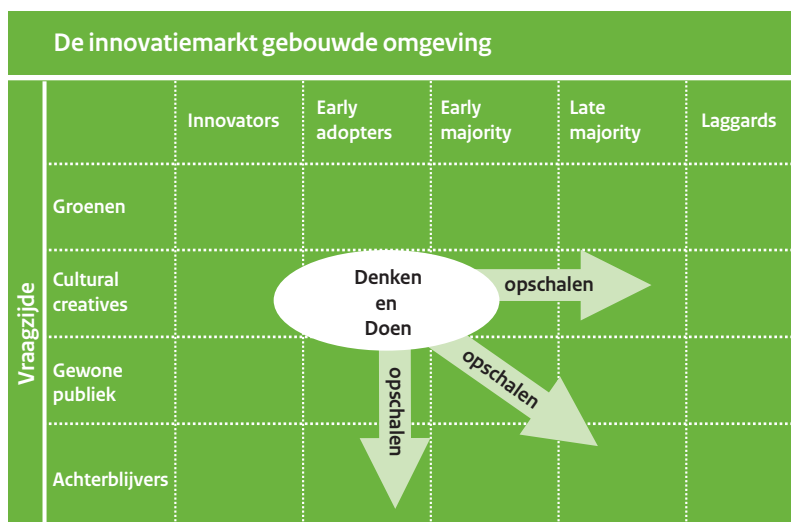 De innovatiemarkt gebouwde omgeving
Innovators
Early
adopters
Early
majority
Late
majority
Laggards
Vraagzijde
Groenen
Cultural
creatives
Gewone
publiek
Achterblijvers
Denken
en
Doen
opschalen
opschalen
opschalen